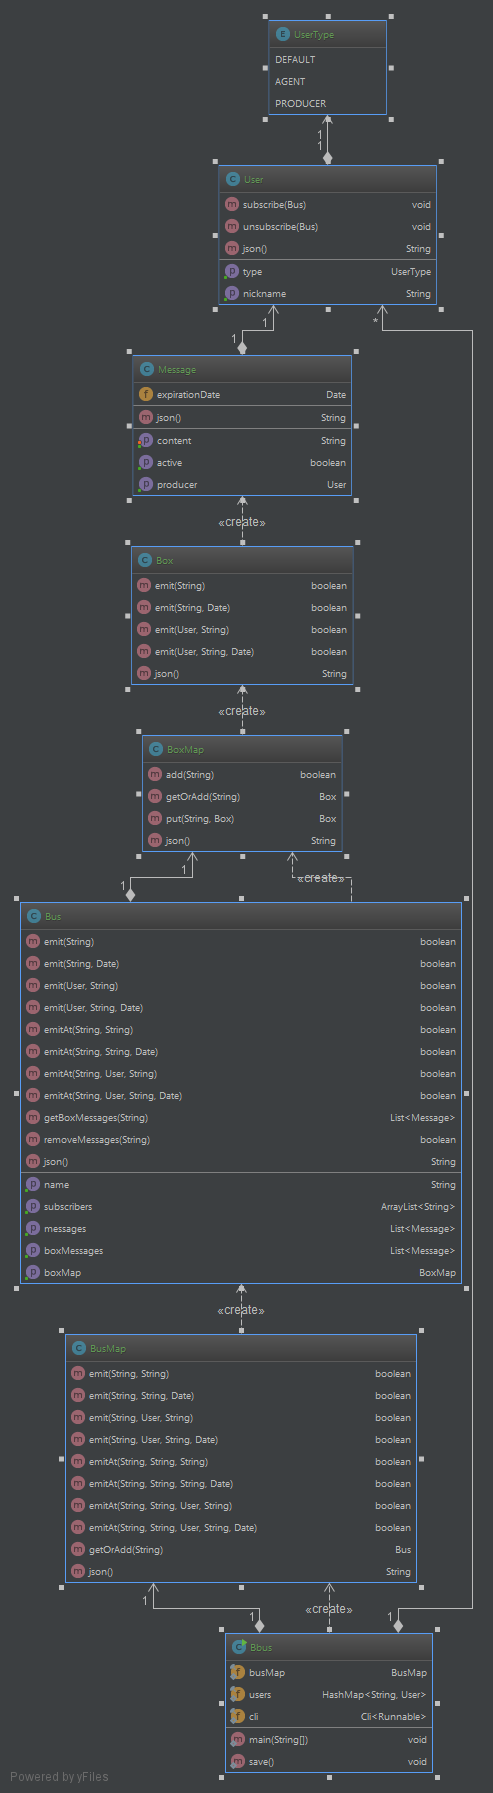 E UserType
DEFAULT
AGENT
PRODUCER
1
1
C User
m subscribe(Bus) void
m unsubscribe(Bus) void
m json() String
p type UserType
p nickname String
1
*
1
C Message
f expirationDate Date
m json() String
p content String
p active boolean
p producer User
«create»
C Box
m emit(String) boolean
m emit(String, Date) boolean
m emit(User, String) boolean
m emit(User, String, Date) boolean
m json() String
«create»
C BoxMap
m add(String) boolean
m getOrAdd(String) Box
m put(String, Box) Box
m json() String
1
«create»
1
C Bus
m emit(String) boolean
m emit(String, Date) boolean
m emit(User, String) boolean
m emit(User, String, Date) boolean
m emitAt(String, String) boolean
m emitAt(String, String, Date) boolean
m emitAt(String, User, String) boolean
m emitAt(String, User, String, Date) boolean
m getBoxMessages(String) List<Message>
m removeMessages(String) boolean
m json() String
p name String
p subscribers ArrayList<String>
p messages List<Message>
p boxMessages List<Message>
p boxMap BoxMap
«create»
C BusMap
m emit(String, String) boolean
m emit(String, String, Date) boolean
m emit(String, User, String) boolean
m emit(String, User, String, Date) boolean
m emitAt(String, String, String) boolean
m emitAt(String, String, String, Date) boolean
m emitAt(String, String, User, String) boolean
m emitAt(String, String, User, String, Date) boolean
m getOrAdd(String) Bus
m json() String
1
«create»
1
1
C Bbus
f busMap BusMap
f users HashMap<String, User>
f cli Cli<Runnable>
m main(String[]) void
m save() void
Powered by yFiles